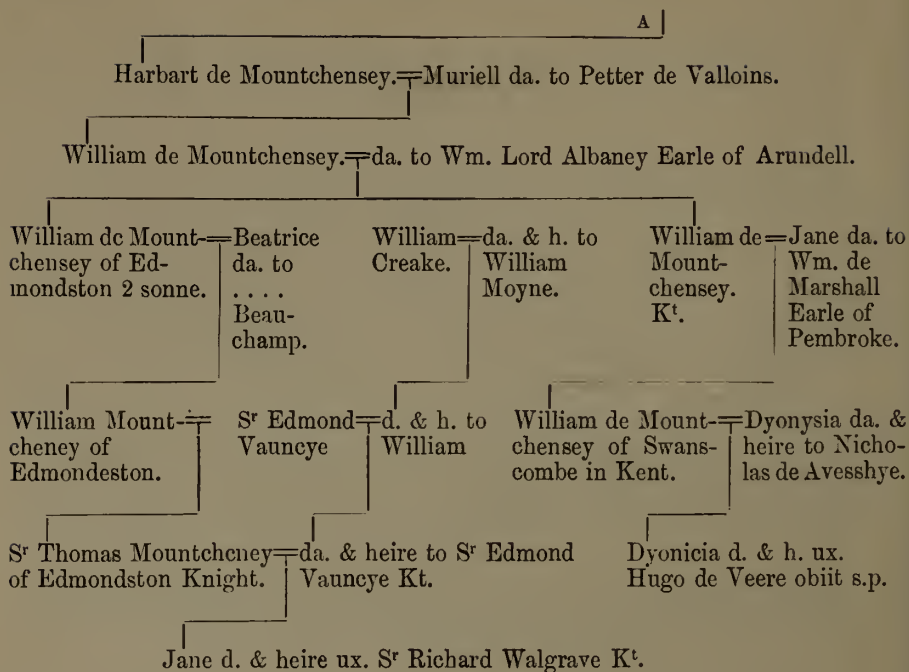 A
Harbart de Mountchensey.=Muriell da. to Petter de Valloins.
William de Mountchensey.=da. to Wm. Lord Albaney Earle of Arundell.
William de Mount-=Beatrice
chensey of Ed- da. to
mondston 2 sonne. . . . .
Beau-
champ.
William=da. & h. to
Creake. William
Moyne.
William de=Jane da. to
Mount- Wm. de
chensey. Marshall
Kt. Earle of
Pembroke.
William Mount-=
cheney of
Edmondeston.
Sr Edmond=d. & h. to
Vauncye William
William de Mount-=Dyonysia da. &
chensey of Swans- heire to Nicho-
combe in Kent. las de Avesshye.
Sr Thomas Mountcheney=da. & heire to Sr Edmond
of Edmondston Knight. Vauncye Kt.
Dyonicia d. & h. ux.
Hugo de Veere obiit s.p.
Jane d. & heire ux. Sr Richard Walgrave Kt.